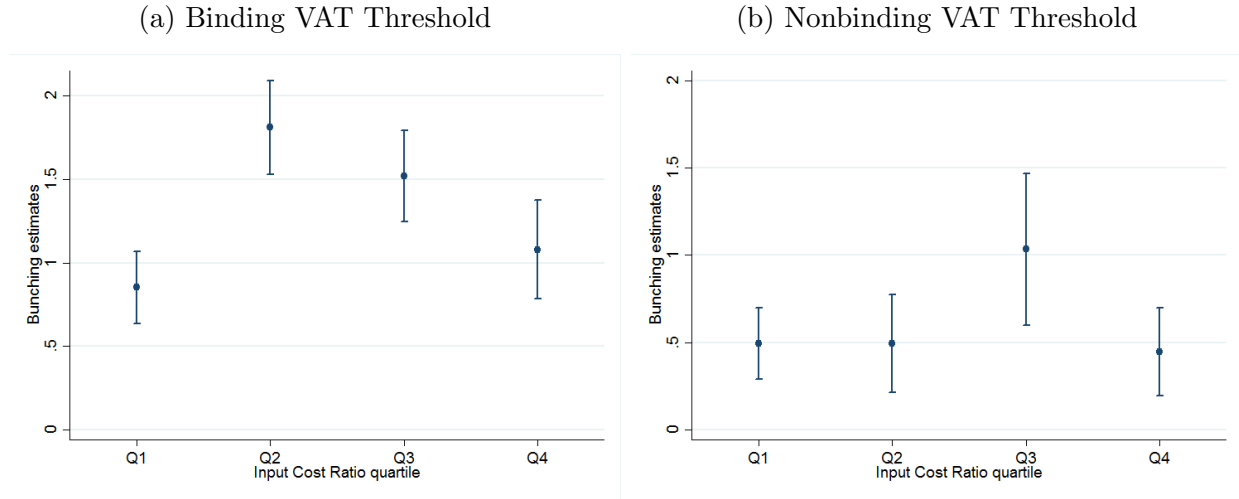 (a) Binding VAT Threshold
Bunching estimates
2
1.5
1
.5
0
Q1 Q2 Q3 Q4
Input Cost Ratio quartile
(b) Nonbinding VAT Threshold
Bunching estimates
2
1.5
1
.5
0
Q1 Q2 Q3 Q4
Input Cost Ratio quartile